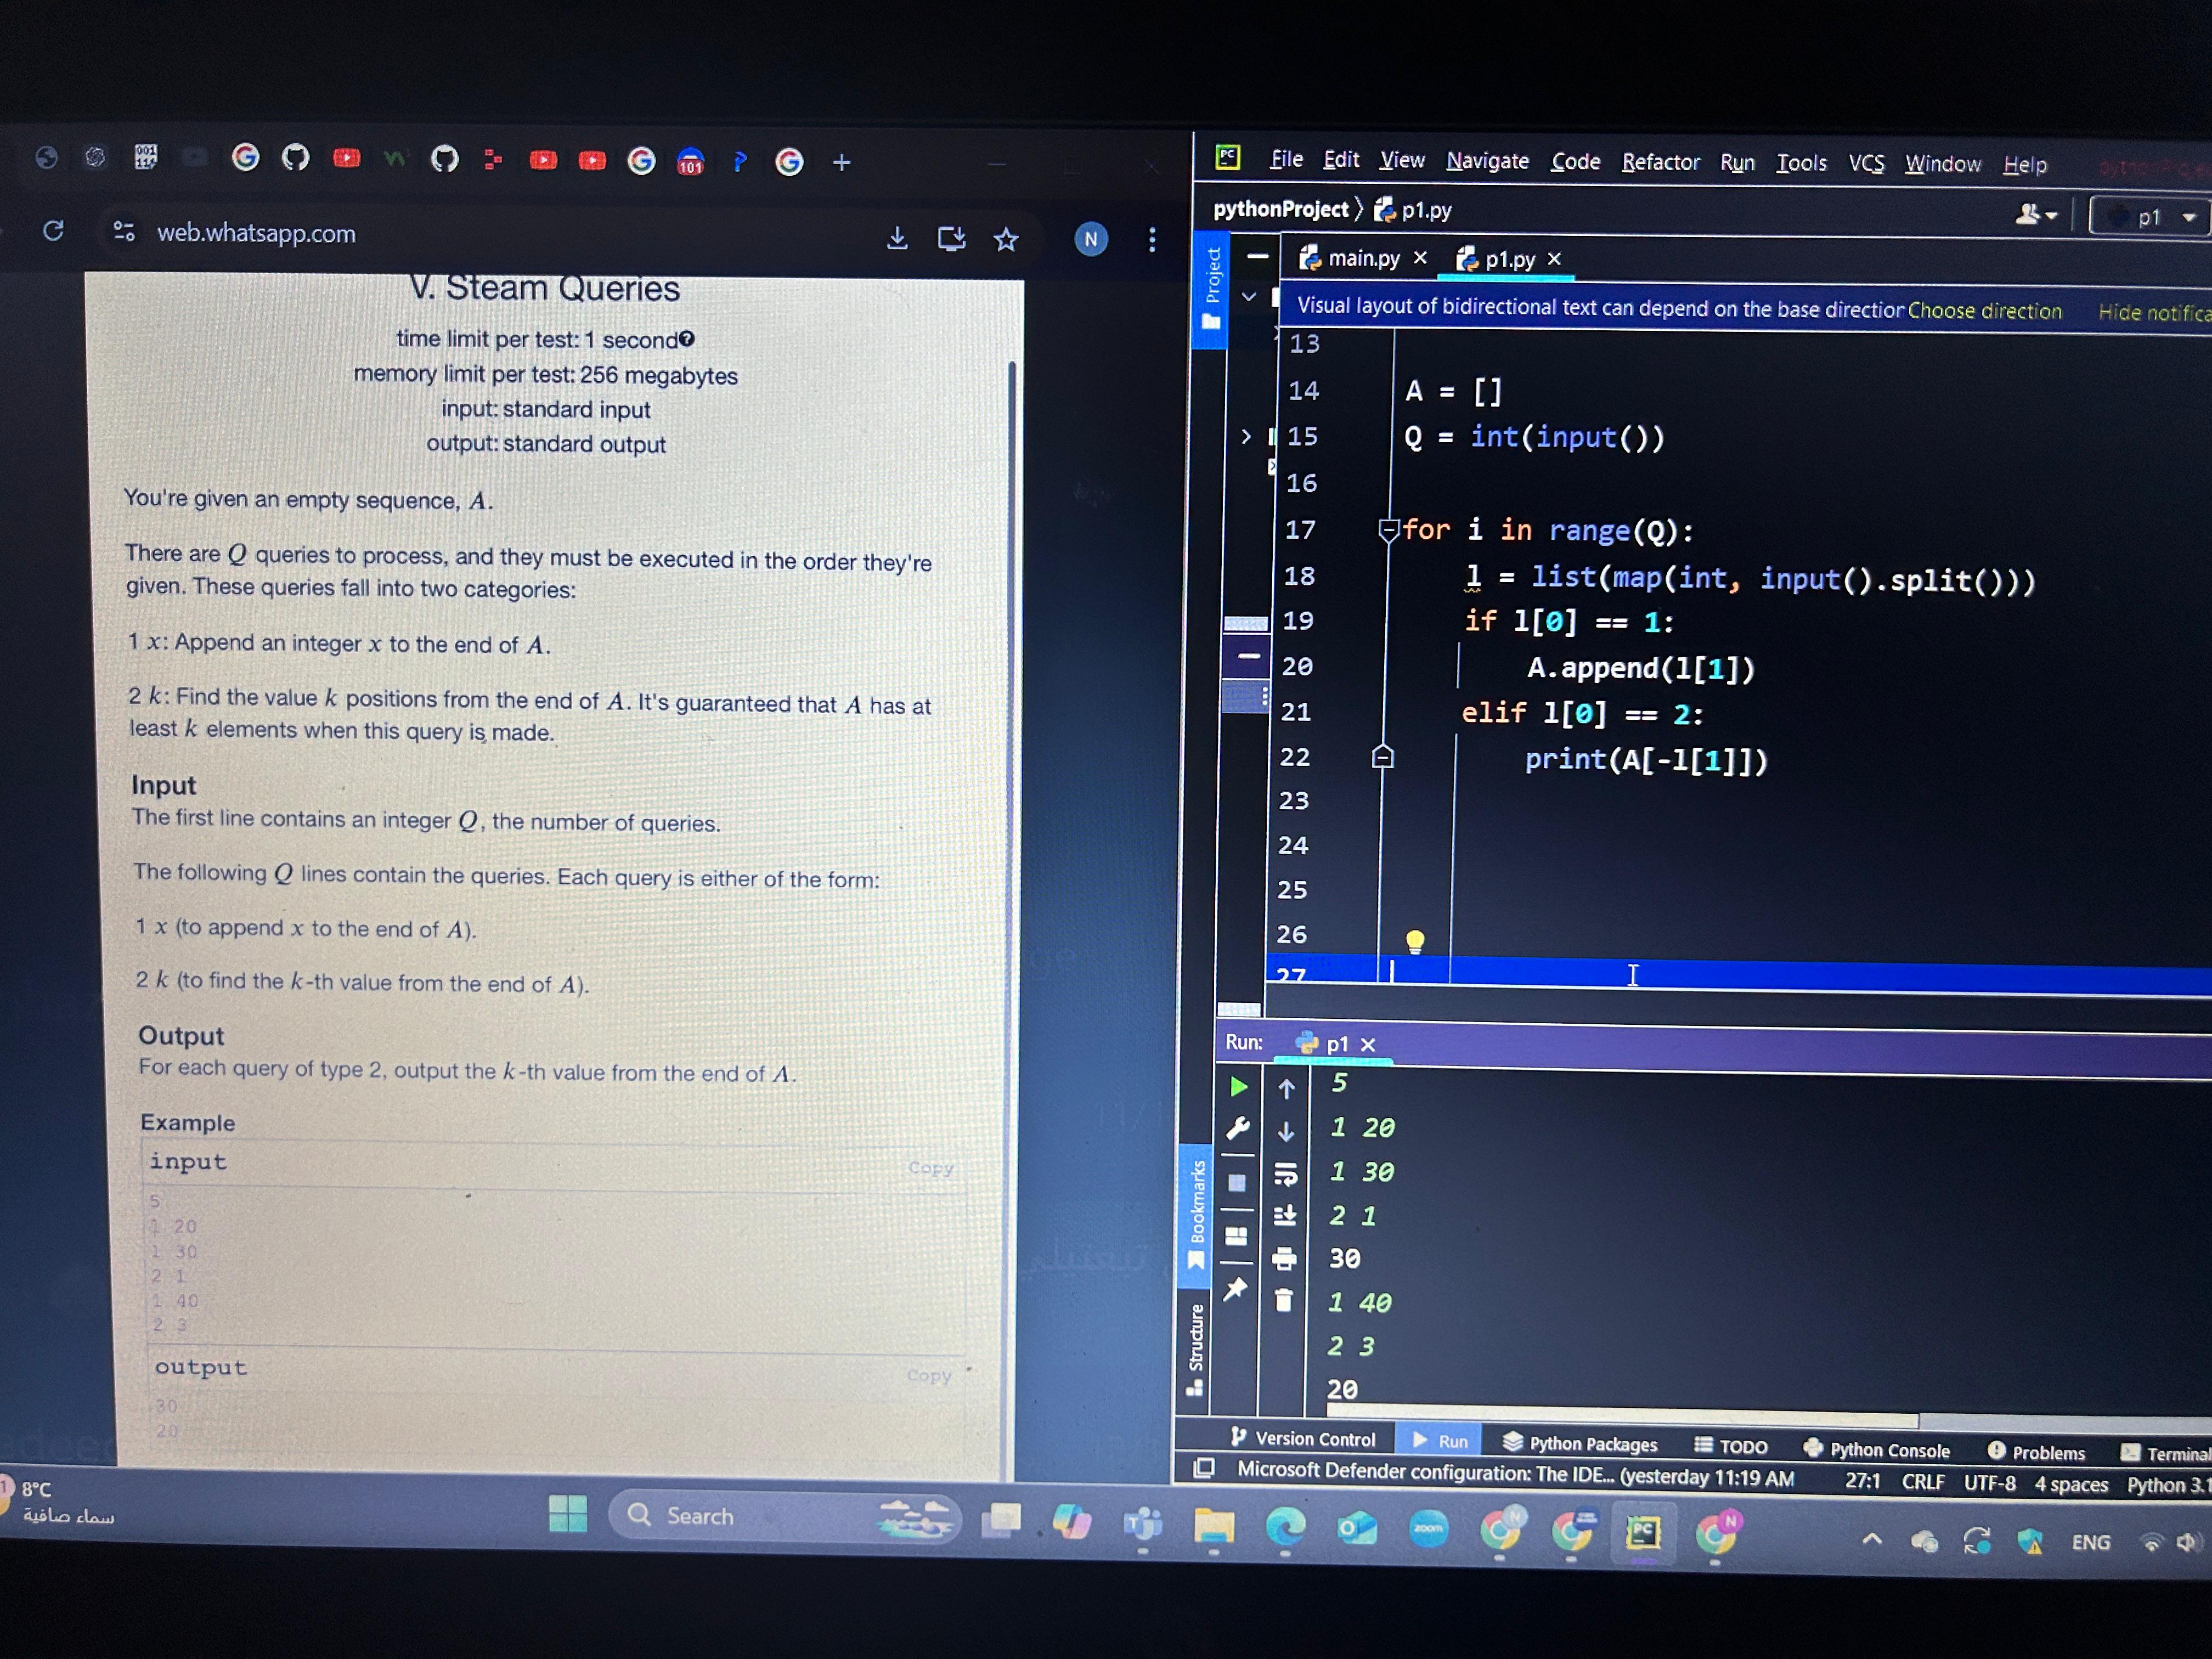 web.whatsapp.com
N
V. Steam Queries
time limit per test: 1 second
memory limit per test: 256 megabytes
input: standard input
output: standard output
You're given an empty sequence, A.
There are Q queries to process, and they must be executed in the order they're
given. These queries fall into two categories:
1 x: Append an integer x to the end of A.
2 k: Find the value k positions from the end of A. It's guaranteed that A has at
least k elements when this query is made.
Input
The first line contains an integer Q, the number of queries.
The following Q lines contain the queries. Each query is either of the form:
1 x (to append x to the end of A).
2 k (to find the k-th value from the end of A).
Output
For each query of type 2, output the k-th value from the end of A.
Example
input
Copy
5
1 20
1 30
2 1
1 40
2 3
output
Copy
30
20
File Edit View Navigate Code Refactor Run Tools VCS Window Help
pythonProject p1.py
p1
Project
main.py p1.py
Visual layout of bidirectional text can depend on the base direction Choose direction Hide notifica
13
14 A = []
15 Q = int(input())
16
17 for i in range(Q):
18 l = list(map(int, input().split()))
19 if l[0] == 1:
20 A.append(l[1])
21 elif l[0] == 2:
22 print(A[-l[1]])
23
24
25
26
27
Run: p1
5
1 20
1 30
2 1
30
1 40
2 3
20
Bookmarks
Structure
Version Control Run Python Packages TODO Python Console Problems Terminal
Microsoft Defender configuration: The IDE... (yesterday 11:19 AM 27:1 CRLF UTF-8 4 spaces Python 3.1
8°C
سماء صافية
Search
zoom
ENG